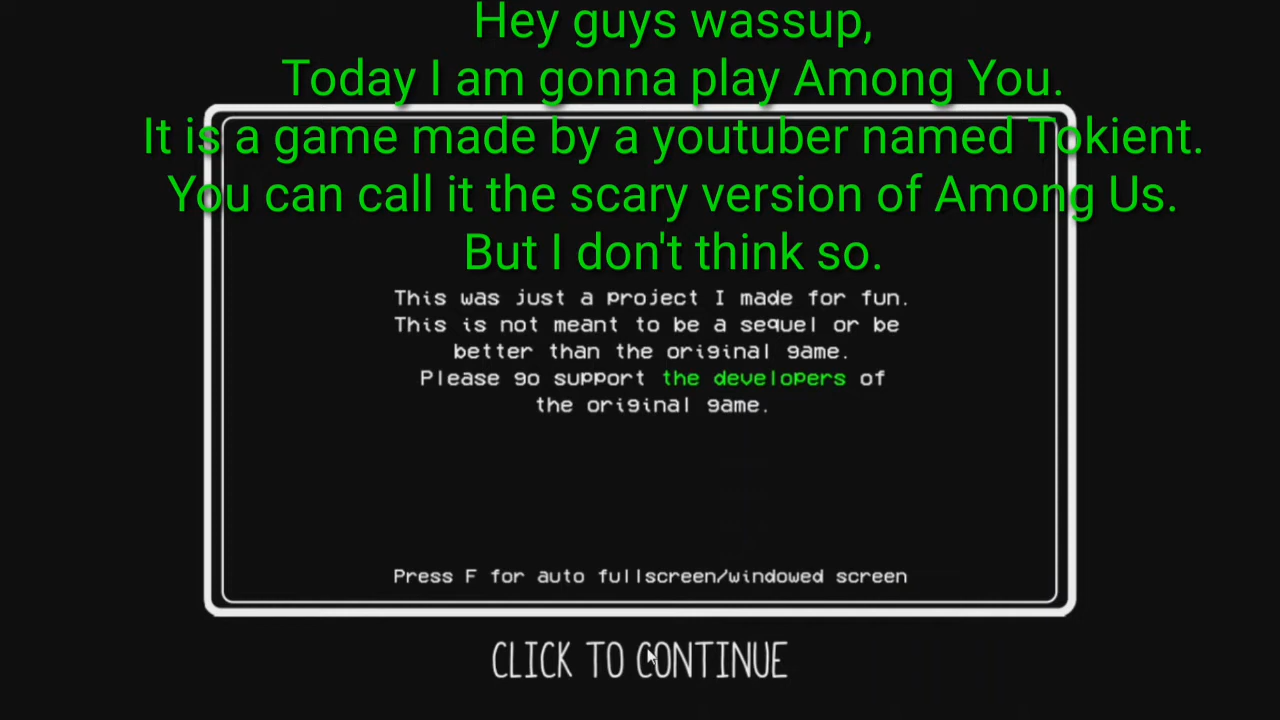 Hey guys wassup,
Today I am gonna play Among You.
It is a game made by a youtuber named Tokient.
You can call it the scary version of Among Us.
But I don't think so.
This was just a project I made for fun.
This is not meant to be a sequel or be
better than the original game.
Please go support the developers of
the original game.
Press F for auto fullscreen/windowed screen
CLICK TO CONTINUE